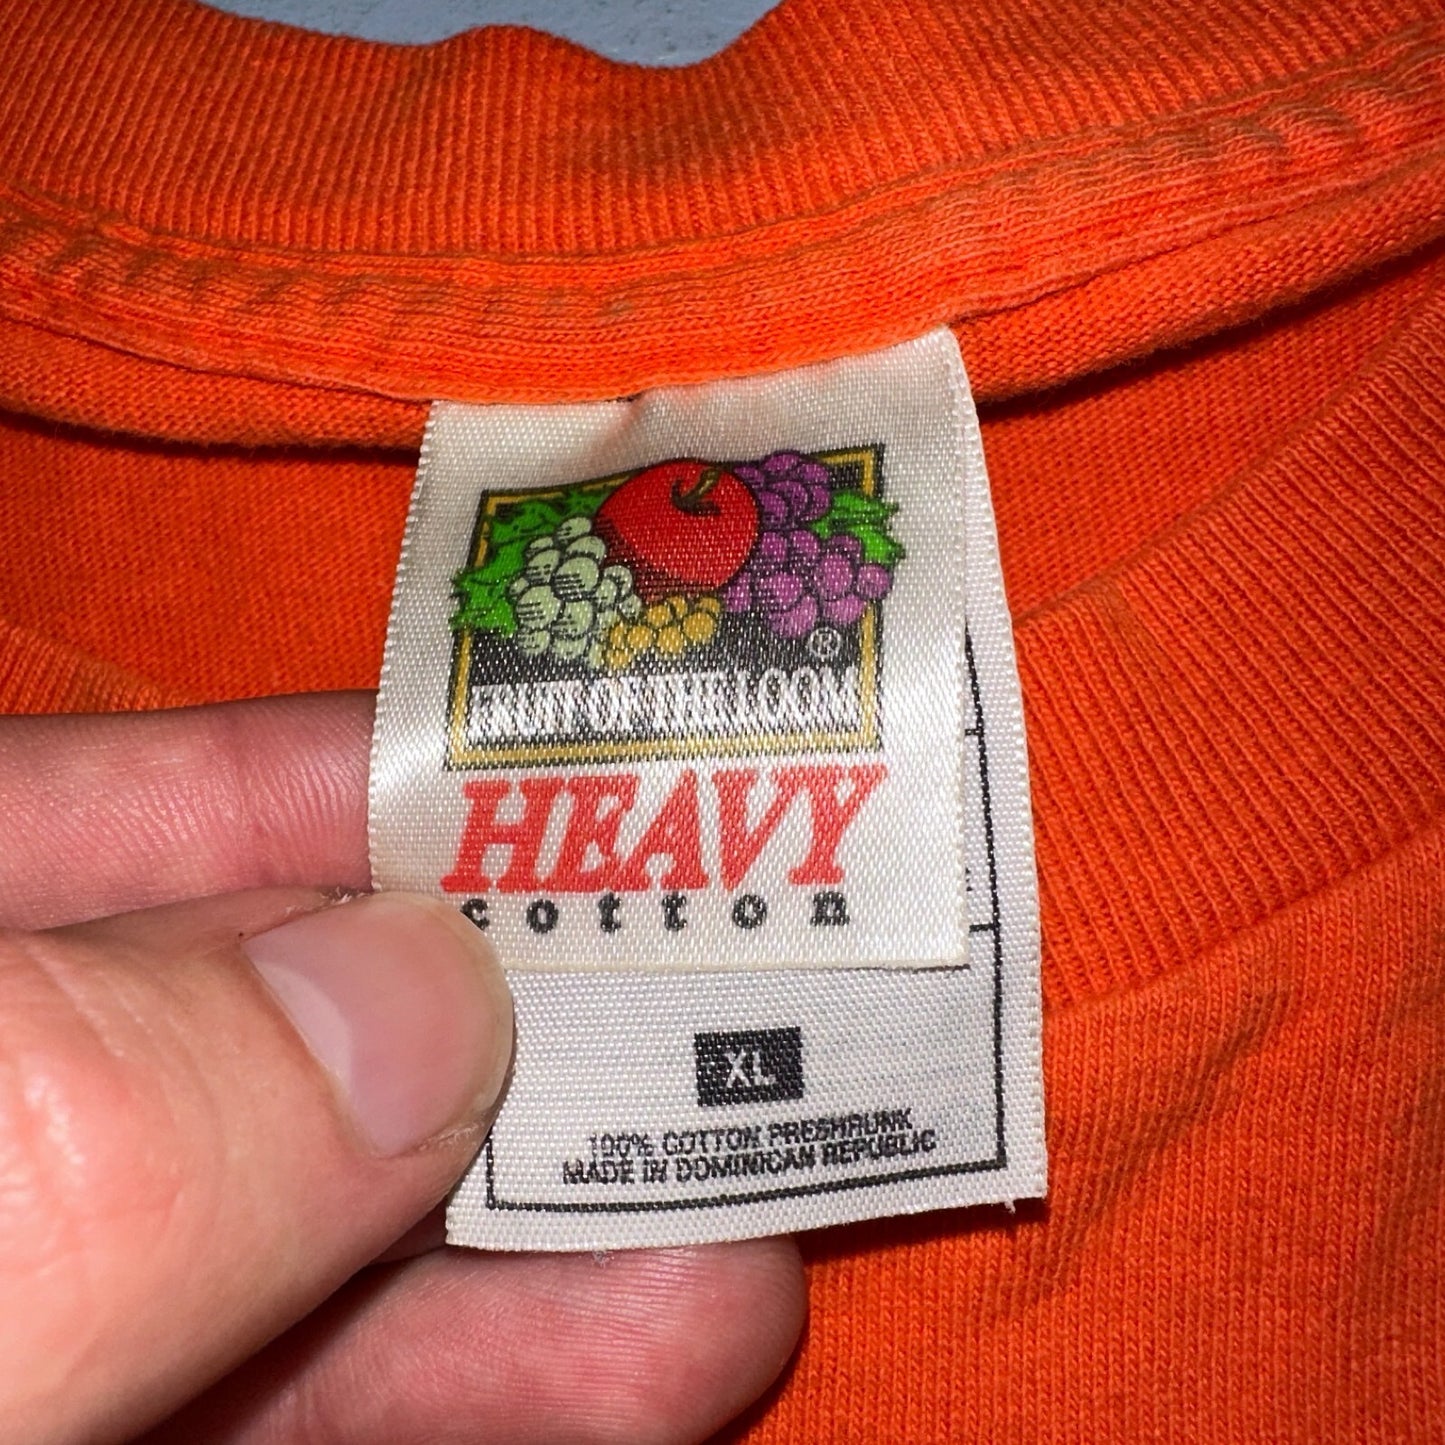 ®
FRUIT OF THE LOOM
HEAVY
cotton
XL
100% COTTON PRESHRUNK
MADE IN DOMINICAN REPUBLIC